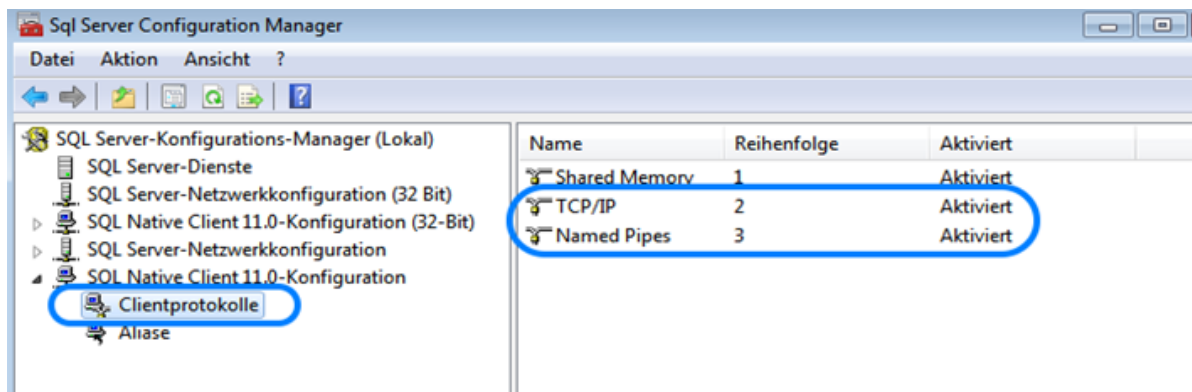 Sql Server Configuration Manager
Datei Aktion Ansicht ?
SQL Server-Konfigurations-Manager (Lokal)
SQL Server-Dienste
SQL Server-Netzwerkkonfiguration (32 Bit)
SQL Native Client 11.0-Konfiguration (32-Bit)
SQL Server-Netzwerkkonfiguration
SQL Native Client 11.0-Konfiguration
Clientprotokolle
Aliase
Name Reihenfolge Aktiviert
Shared Memory 1 Aktiviert
TCP/IP 2 Aktiviert
Named Pipes 3 Aktiviert